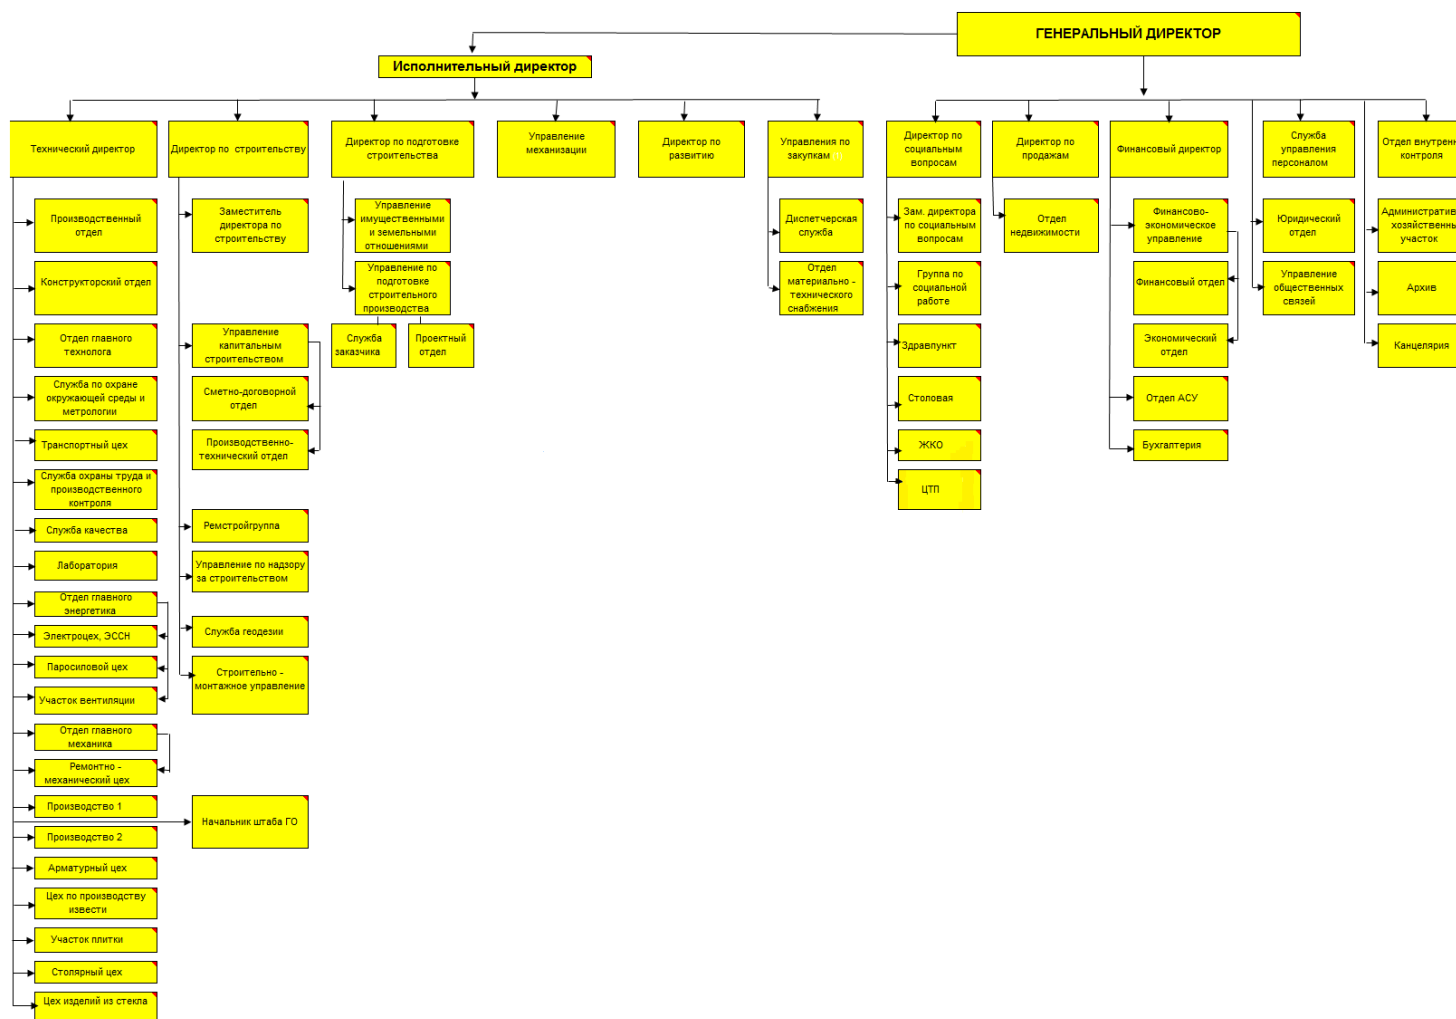 ГЕНЕРАЛЬНЫЙ ДИРЕКТОР
Исполнительный директор
Технический директор
Директор по строительству
Директор по подготовке
строительства
Управление
механизации
Директор по
развитию
Управления по
закупкам
Директор по
социальным
вопросам
Директор по
продажам
Финансовый директор
Служба
управления
персоналом
Отдел внутренн
контроля
Производственный
отдел
Конструкторский отдел
Отдел главного
технолога
Служба по охране
окружающей среды и
метрологии
Транспортный цех
Служба охраны труда и
производственного
контроля
Служба качества
Лаборатория
Отдел главного
энергетика
Электроцех, ЭССН
Паросиловой цех
Участок вентиляции
Отдел главного
механика
Ремонтно -
механический цех
Производство 1
Производство 2
Арматурный цех
Цех по производству
извести
Участок плитки
Столярный цех
Цех изделий из стекла
Заместитель
директора по
строительству
Управление
капитальным
строительством
Сметно-договорной
отдел
Производственно-
технический отдел
Ремстройгруппа
Управление по надзору
за строительством
Служба геодезии
Строительно -
монтажное управление
Начальник штаба ГО
Управление
имущественными
и земельными
отношениями
Управление по
подготовке
строительного
производства
Служба
заказчика
Проектный
отдел
Диспетчерская
служба
Отдел
материально -
технического
снабжения
Зам. директора
по социальным
вопросам
Группа по
социальной
работе
Здравпункт
Столовая
ЖКО
ЦТП
Отдел
недвижимости
Финансово-
экономическое
управление
Финансовый отдел
Экономический
отдел
Отдел АСУ
Бухгалтерия
Юридический
отдел
Управление
общественных
связей
Административ
хозяйственнь
участок
Архив
Канцелярия